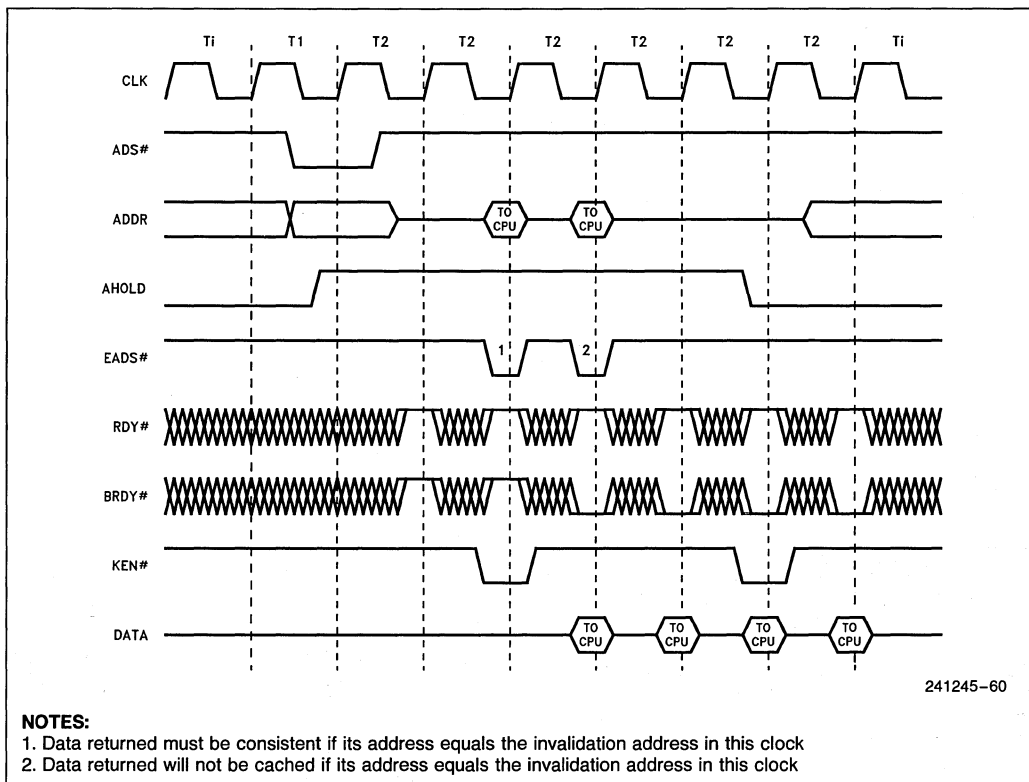 Ti T1 T2 T2 T2 T2 T2 T2 Ti
CLK
ADS#
ADDR
TO CPU
TO CPU
AHOLD
EADS#
1
2
RDY#
BRDY#
KEN#
DATA
TO CPU
TO CPU
TO CPU
TO CPU
241245–60
NOTES:
1. Data returned must be consistent if its address equals the invalidation address in this clock
2. Data returned will not be cached if its address equals the invalidation address in this clock